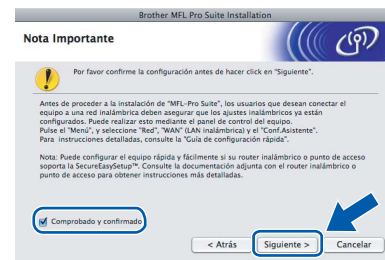 Brother MFL Pro Suite Installation
Nota Importante
Por favor confirme la configuración antes de hacer click en "Siguiente".
Antes de proceder a la instalación de "MFL-Pro Suite", los usuarios que desean conectar el
equipo a una red inalámbrica deben asegurar que los ajustes inalámbricos ya están
configurados. Puede realizar esto mediante el panel de control del equipo.
Pulse el "Menú", y seleccione "Red", "WAN" (LAN inalámbrica) y el "Conf.Asistente".
Para instrucciones detalladas, consulte la "Guía de configuración rápida".
Nota: Puede configurar el equipo rápida y fácilmente si su router inalámbrico o punto de acceso
soporta la SecureEasySetup™. Consulte la documentación adjunta con el router inalámbrico o
punto de acceso para obtener instrucciones más detalladas.
Comprobado y confirmado
< Atrás Siguiente > Cancelar